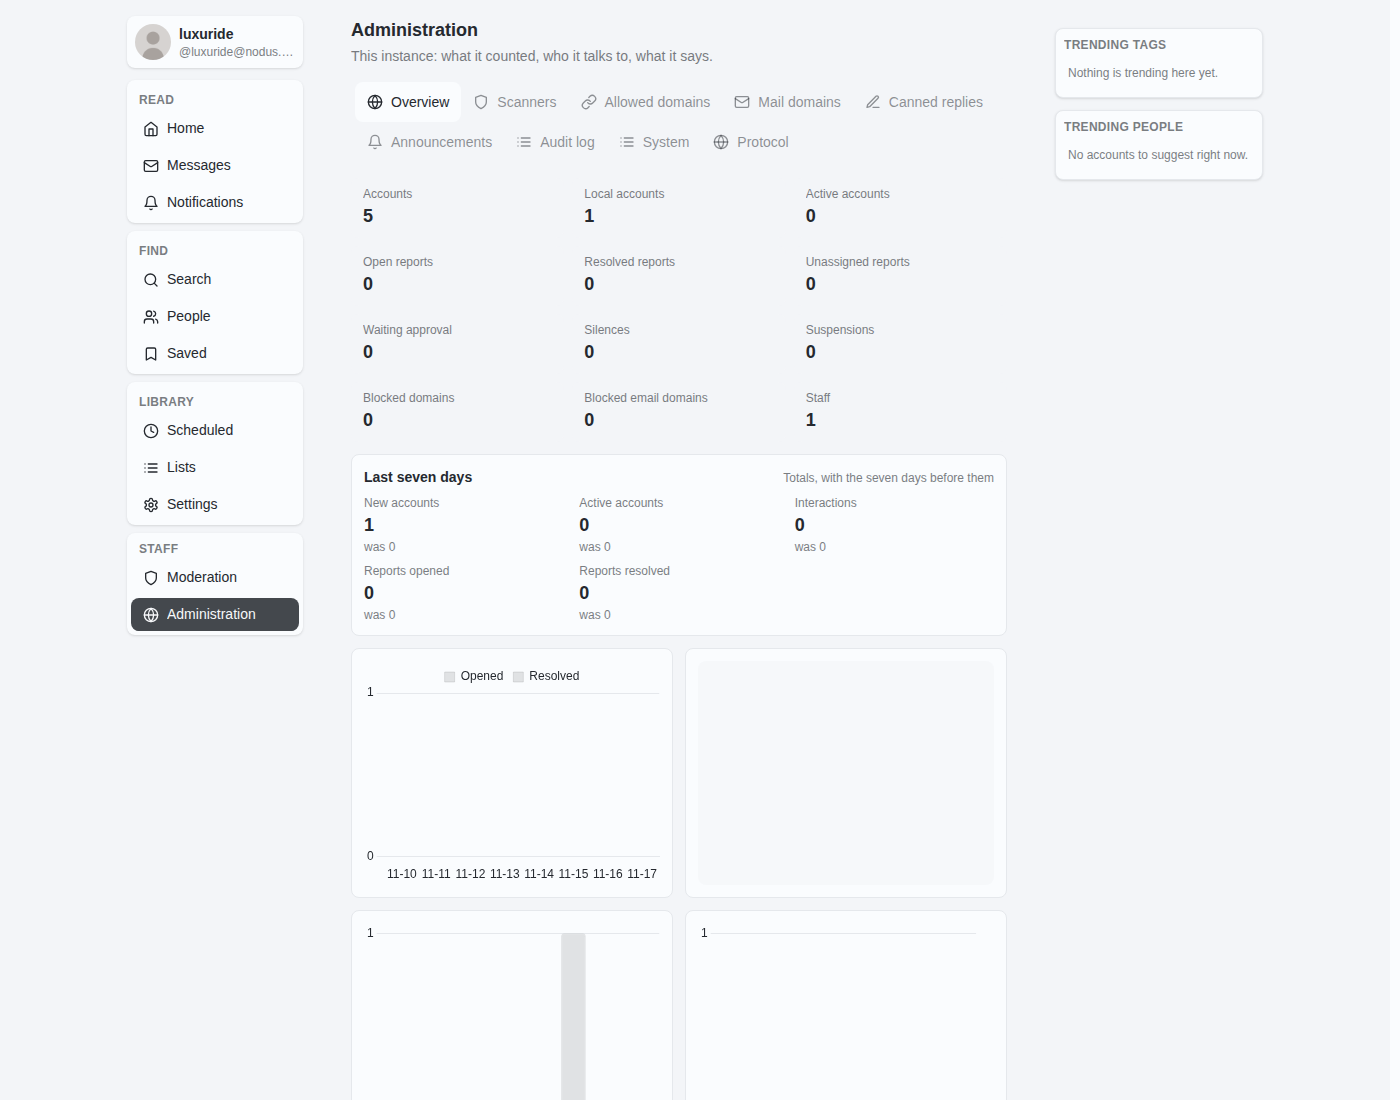 luxuride
@luxuride@nodus.…
READ
Home
Messages
Notifications
FIND
Search
People
Saved
LIBRARY
Scheduled
Lists
Settings
STAFF
Moderation
Administration
Administration
This instance: what it counted, who it talks to, what it says.
Overview Scanners Allowed domains Mail domains Canned replies
Announcements Audit log System Protocol
Accounts Local accounts Active accounts
5 1 0
Open reports Resolved reports Unassigned reports
0 0 0
Waiting approval Silences Suspensions
0 0 0
Blocked domains Blocked email domains Staff
0 0 1
Last seven days Totals, with the seven days before them
New accounts Active accounts Interactions
1 0 0
was 0 was 0 was 0
Reports opened Reports resolved
0 0
was 0 was 0
Opened Resolved
1
0
11-10 11-11 11-12 11-13 11-14 11-15 11-16 11-17
1 1
TRENDING TAGS
Nothing is trending here yet.
TRENDING PEOPLE
No accounts to suggest right now.